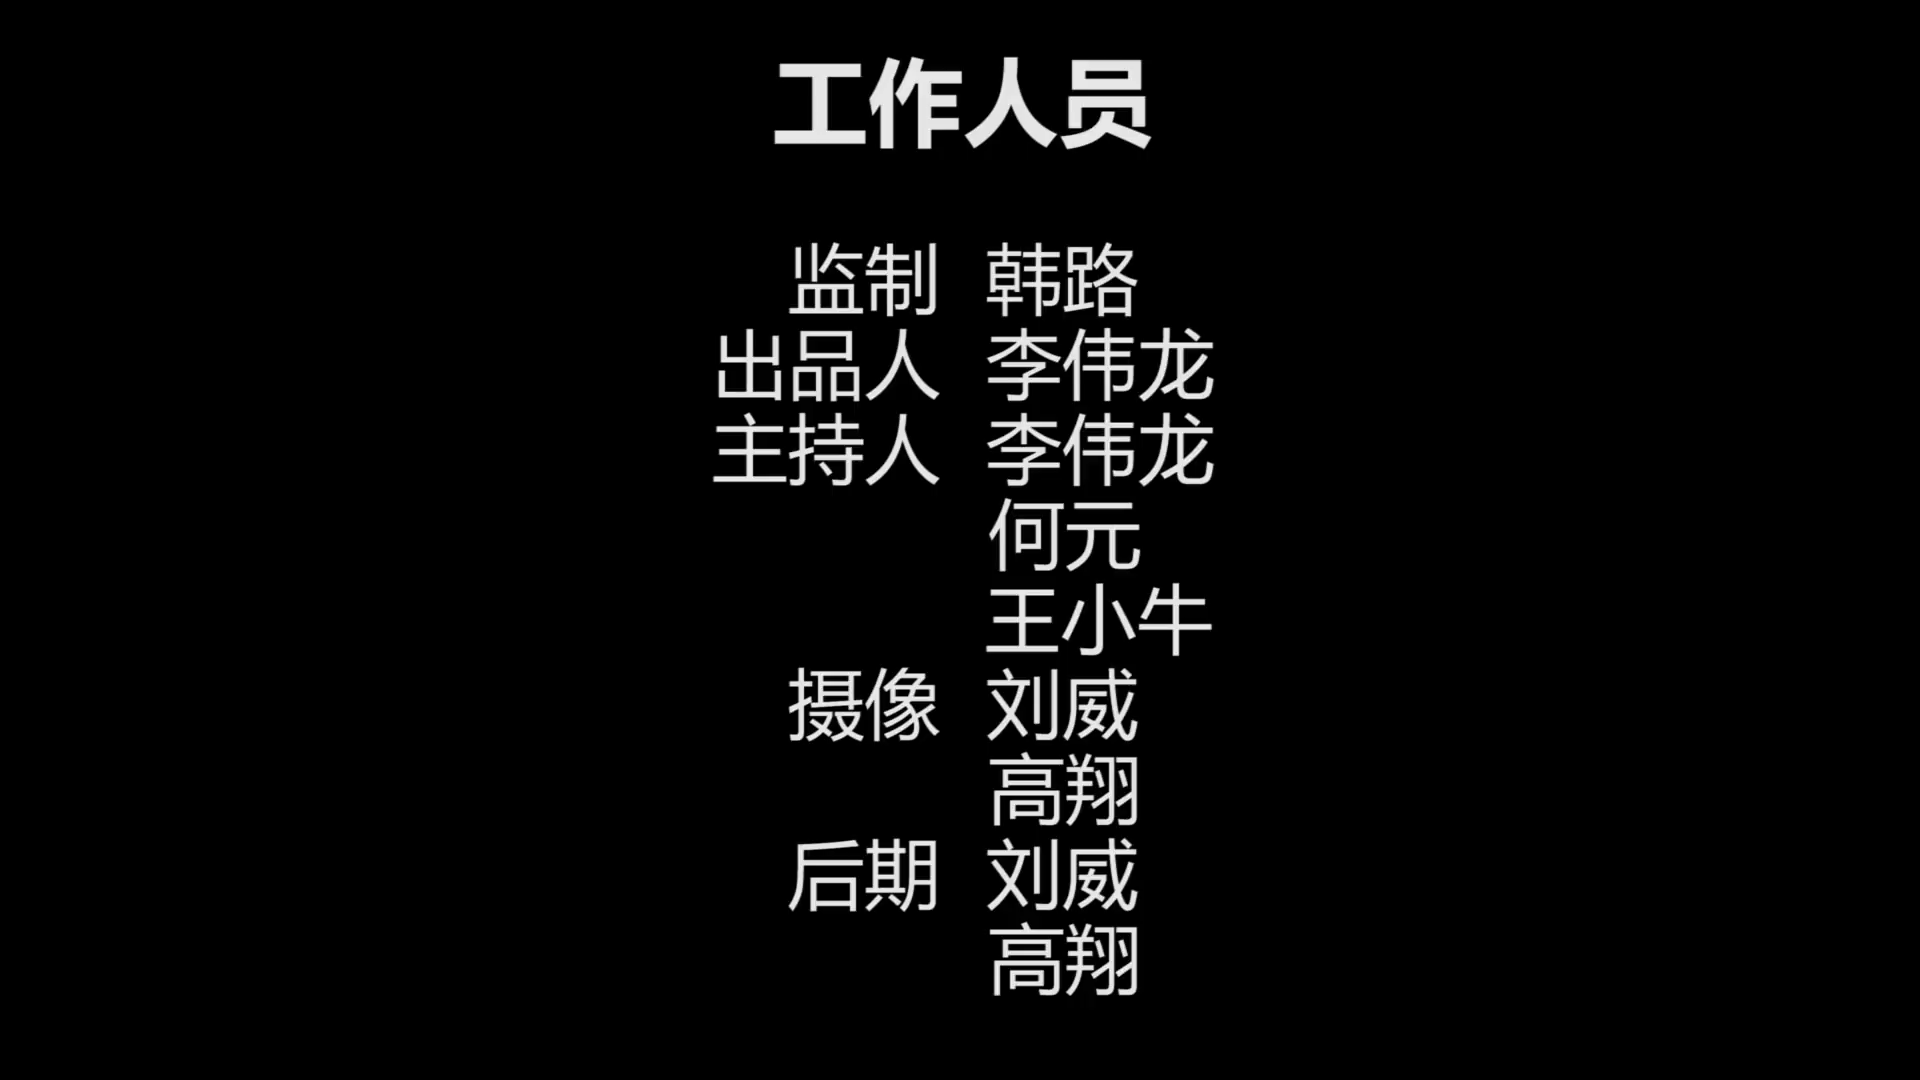 工作人员
监制 韩路
出品人 李伟龙
主持人 李伟龙
何元
王小牛
摄像 刘威
高翔
后期 刘威
高翔